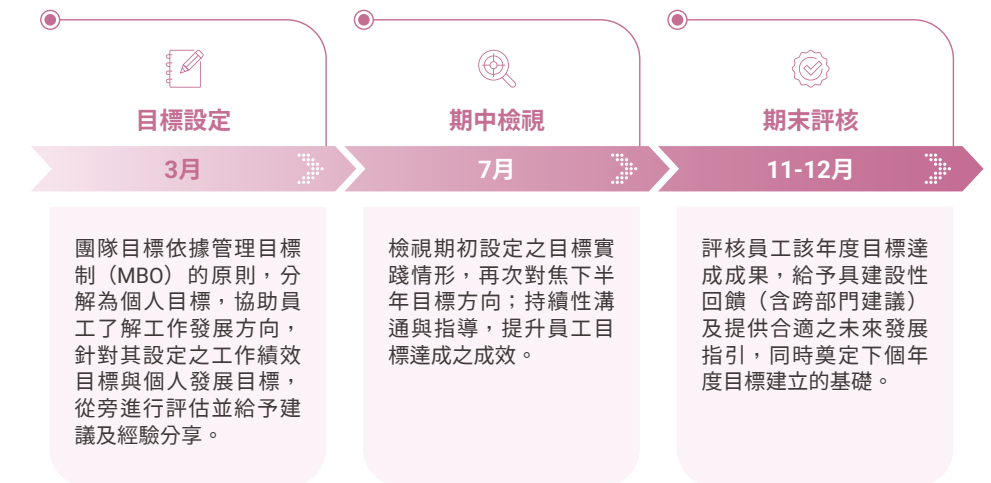 目標設定
3月
團隊目標依據管理目標
制（MBO）的原則，分
解為個人目標，協助員
工了解工作發展方向，
針對其設定之工作績效
目標與個人發展目標，
從旁進行評估並給予建
議及經驗分享。
期中檢視
7月
檢視期初設定之目標實
踐情形，再次對焦下半
年目標方向；持續性溝
通與指導，提升員工目
標達成之成效。
期末評核
11-12月
評核員工該年度目標達
成成果，給予具建設性
回饋（含跨部門建議）
及提供合適之未來發展
指引，同時奠定下個年
度目標建立的基礎。